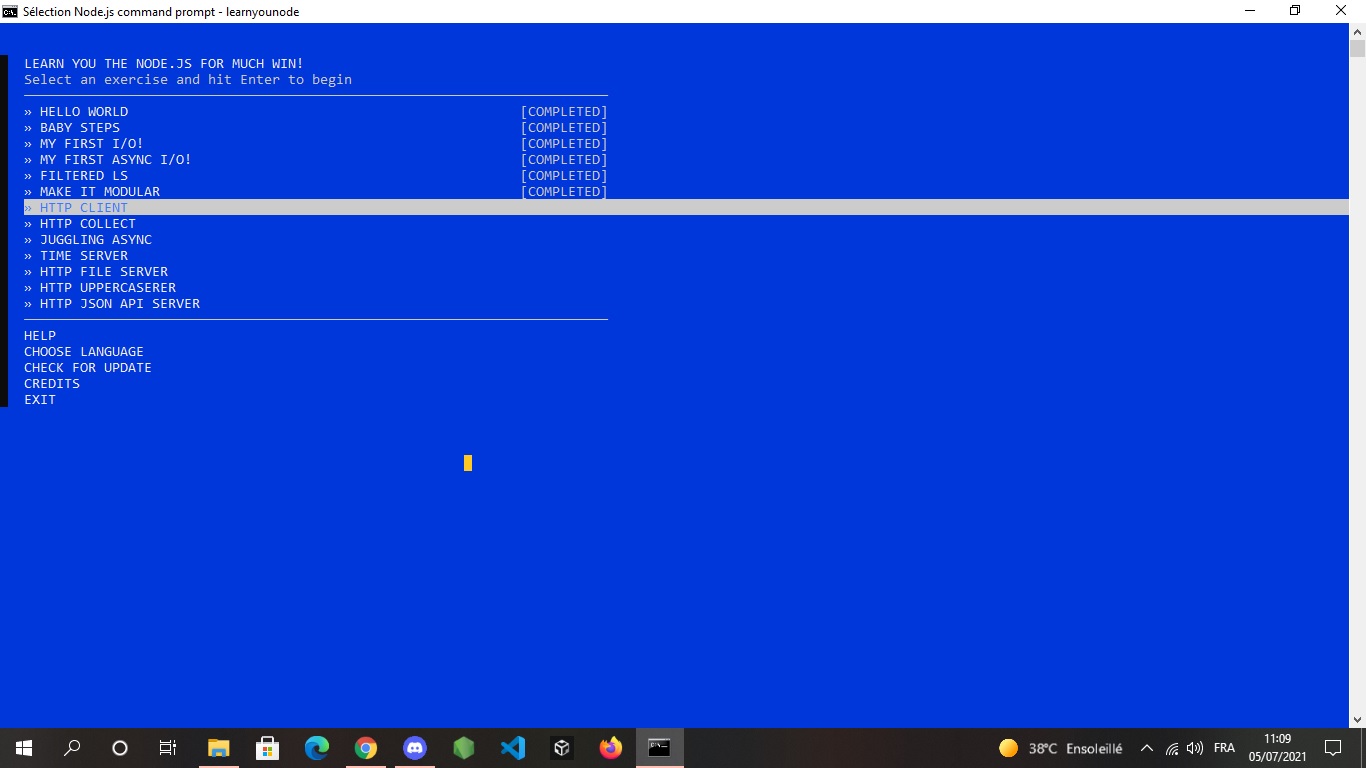 Sélection Node.js command prompt - learnyounode
LEARN YOU THE NODE.JS FOR MUCH WIN!
Select an exercise and hit Enter to begin
» HELLO WORLD [COMPLETED]
» BABY STEPS [COMPLETED]
» MY FIRST I/O! [COMPLETED]
» MY FIRST ASYNC I/O! [COMPLETED]
» FILTERED LS [COMPLETED]
» MAKE IT MODULAR [COMPLETED]
» HTTP CLIENT
» HTTP COLLECT
» JUGGLING ASYNC
» TIME SERVER
» HTTP FILE SERVER
» HTTP UPPERCASERER
» HTTP JSON API SERVER
HELP
CHOOSE LANGUAGE
CHECK FOR UPDATE
CREDITS
EXIT
38°C Ensoleillé FRA 11:09
05/07/2021